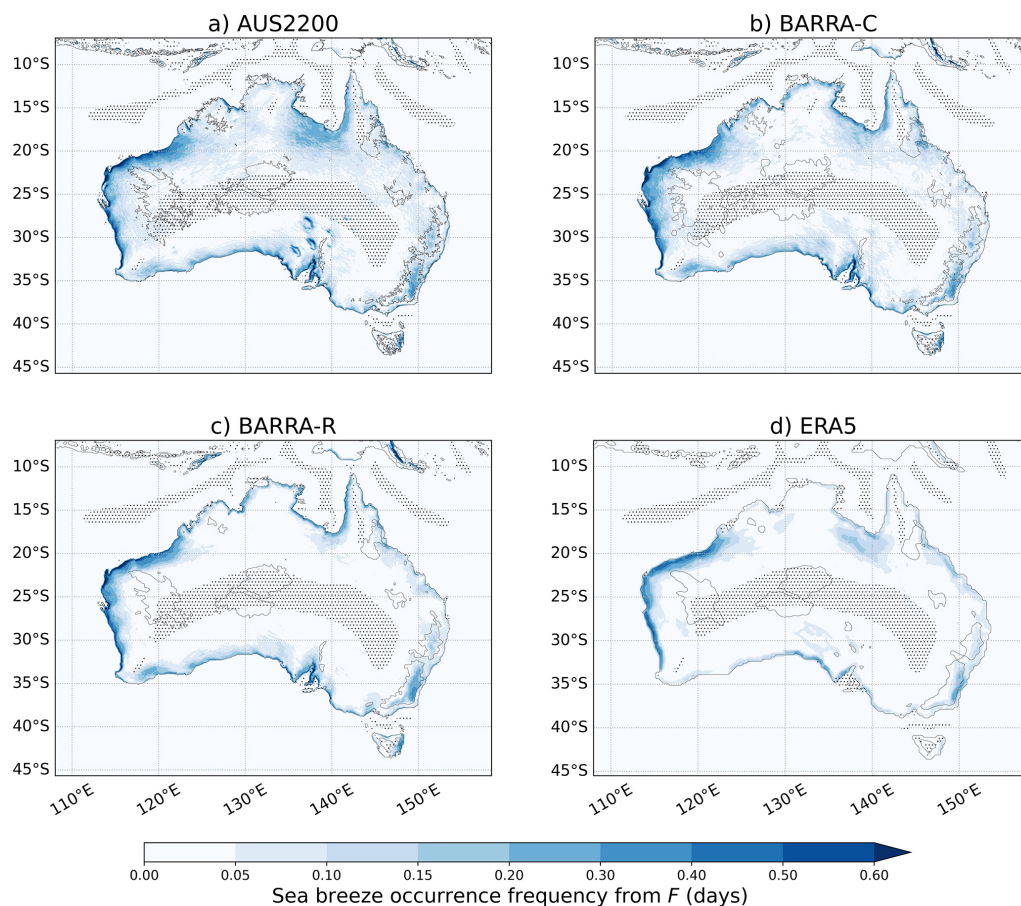 a) AUS2200
b) BARRA-C
10°S
15°S
20°S
25°S
30°S
35°S
40°S
45°S
10°S
15°S
20°S
25°S
30°S
35°S
40°S
45°S
c) BARRA-R
d) ERA5
10°S
15°S
20°S
25°S
30°S
35°S
40°S
45°S
110°E 120°E 130°E 140°E 150°E
10°S
15°S
20°S
25°S
30°S
35°S
40°S
45°S
110°E 120°E 130°E 140°E 150°E
0.00 0.05 0.10 0.15 0.20 0.30 0.40 0.50 0.60
Sea breeze occurrence frequency from F (days)